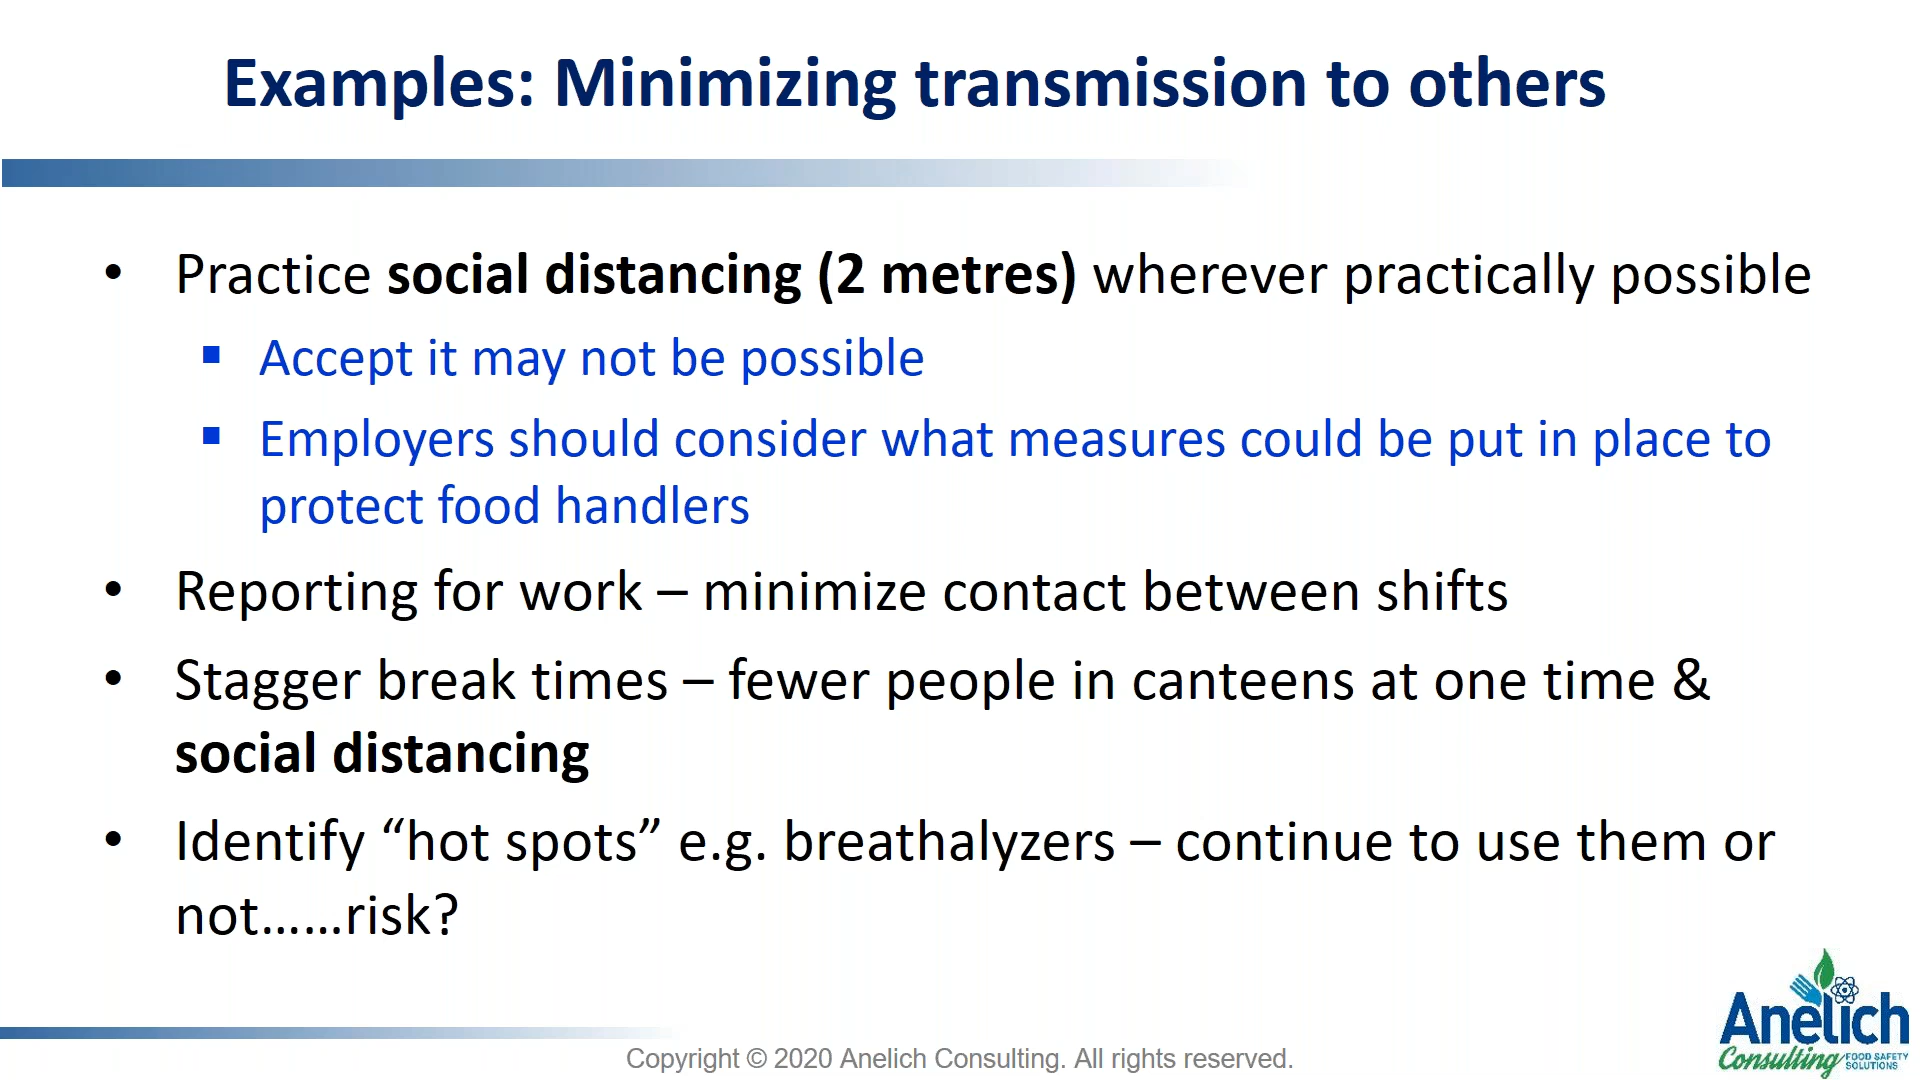 Examples: Minimizing transmission to others
• Practice social distancing (2 metres) wherever practically possible
▪ Accept it may not be possible
▪ Employers should consider what measures could be put in place to
protect food handlers
• Reporting for work – minimize contact between shifts
• Stagger break times – fewer people in canteens at one time &
social distancing
• Identify “hot spots” e.g. breathalyzers – continue to use them or
not……risk?
Anelich
Consulting FOOD SAFETY
SOLUTIONS
Copyright © 2020 Anelich Consulting. All rights reserved.